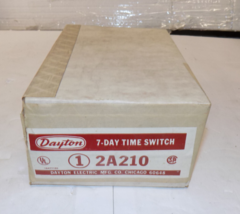 Dayton
7-DAY TIME SWITCH
1 2A210
DAYTON ELECTRIC MFG. CO. CHICAGO 60648